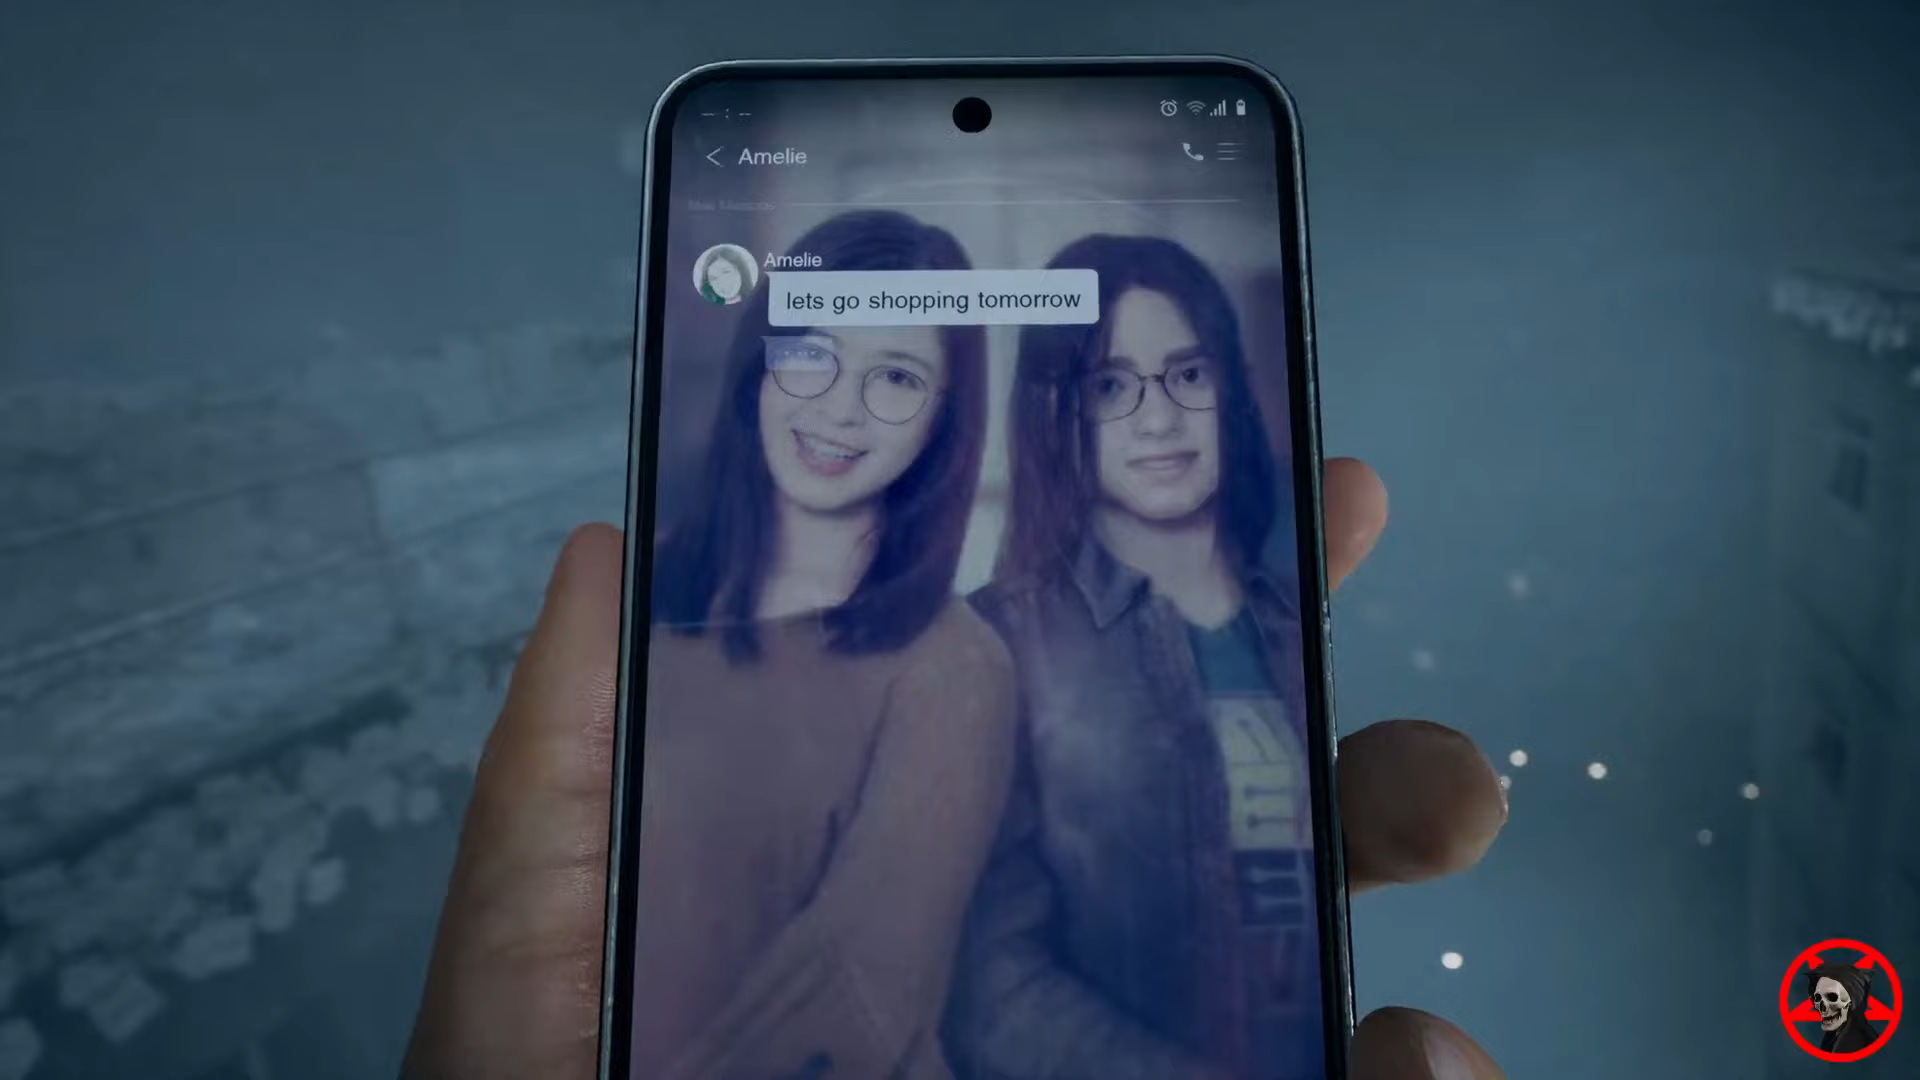 -- : --
Amelie
Amelie
lets go shopping tomorrow